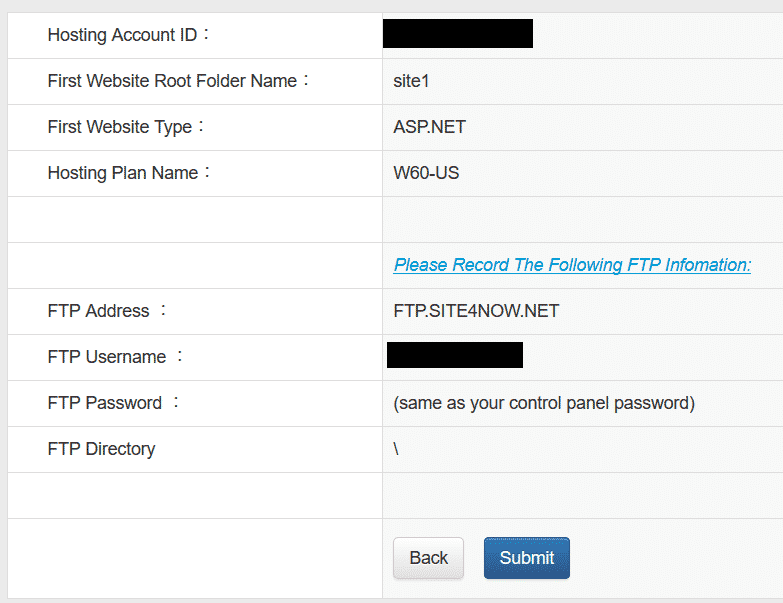 Hosting Account ID :
First Website Root Folder Name : site1
First Website Type : ASP.NET
Hosting Plan Name : W60-US
Please Record The Following FTP Infomation:
FTP Address : FTP.SITE4NOW.NET
FTP Username :
FTP Password : (same as your control panel password)
FTP Directory \
Back Submit